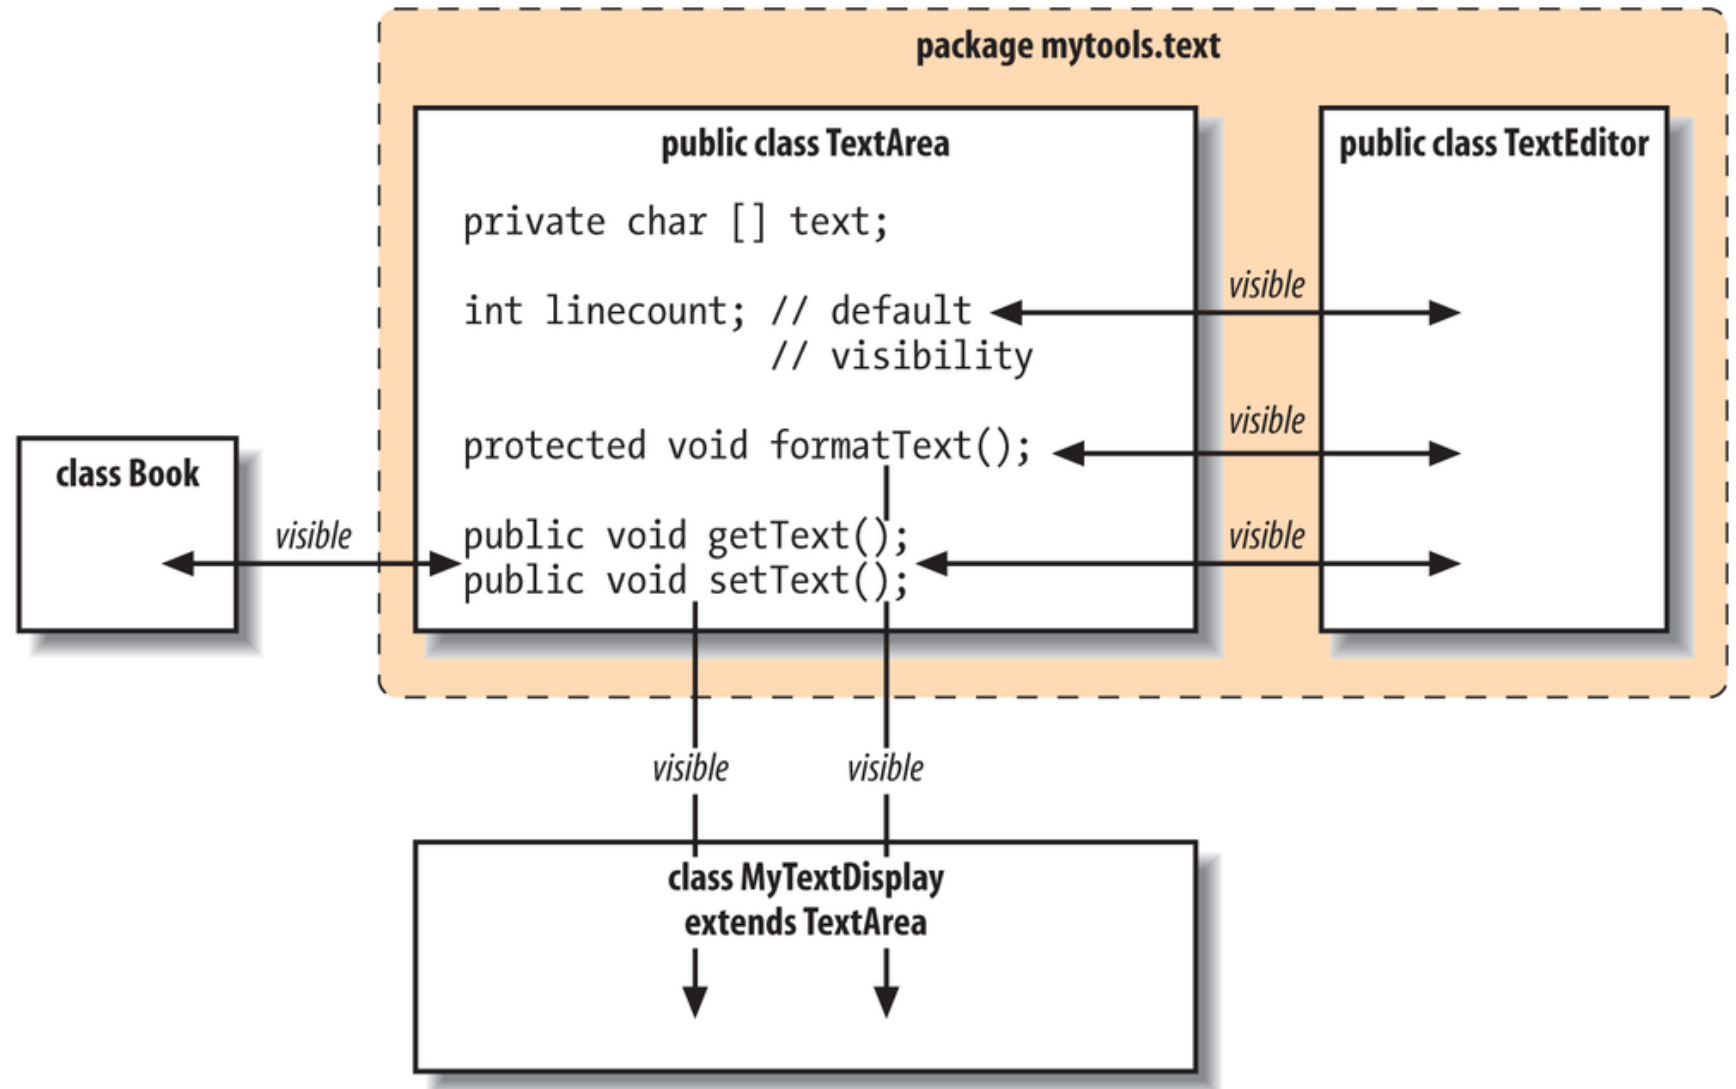 package mytools.text
public class TextArea
private char [] text;
int linecount; // default
// visibility
protected void formatText();
public void getText();
public void setText();
public class TextEditor
visible
visible
visible
class Book
visible
visible
visible
class MyTextDisplay
extends TextArea